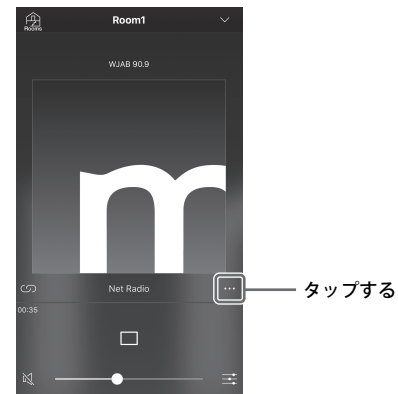 Rooms
Room1
WJAB 90.9
m
Net Radio
タップする
00:35